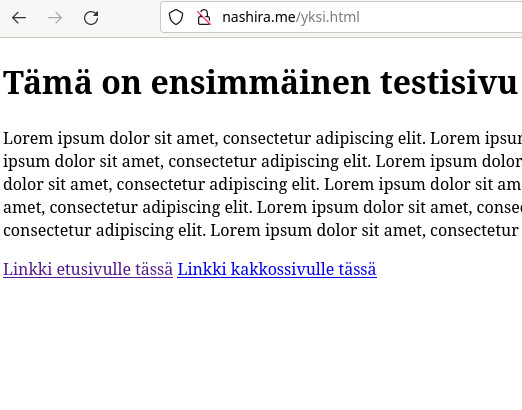 nashira.me/yksi.html
Tämä on ensimmäinen testisivu
Lorem ipsum dolor sit amet, consectetur adipiscing elit. Lorem ipsum
ipsum dolor sit amet, consectetur adipiscing elit. Lorem ipsum dolor
dolor sit amet, consectetur adipiscing elit. Lorem ipsum dolor sit am
amet, consectetur adipiscing elit. Lorem ipsum dolor sit amet, conse
consectetur adipiscing elit. Lorem ipsum dolor sit amet, consectetur
Linkki etusivulle tässä Linkki kakkossivulle tässä